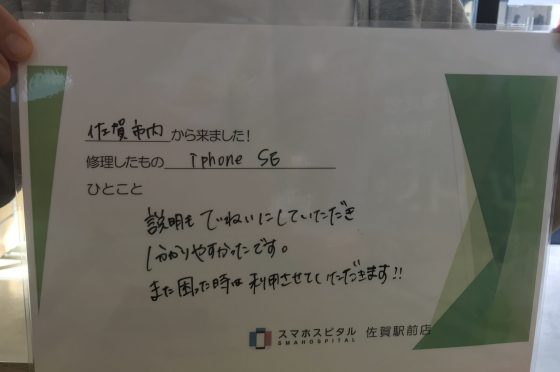 佐賀市内から来ました!
修理したもの iphone SE
ひとこと
説明もていねいにしていただき
わかりやすかったです。
また困った時は利用させていただきます!!
スマホスピタル 佐賀駅前店
SMAHOSPITAL